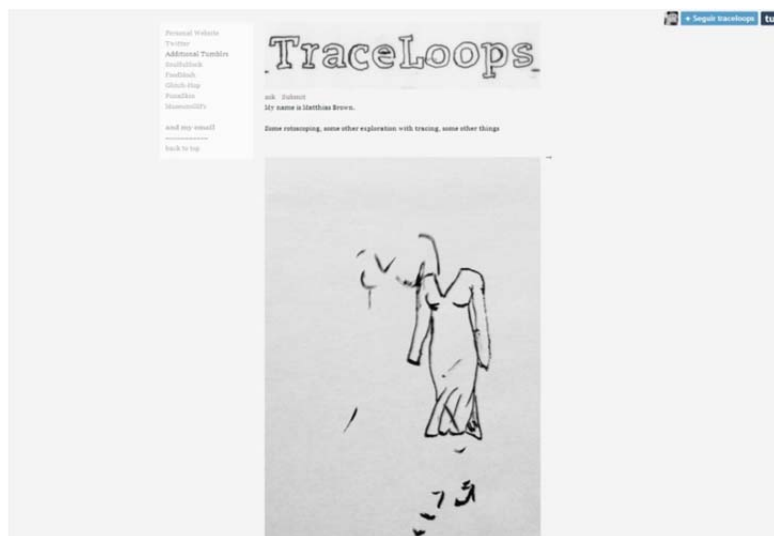 Personal Website
Twitter
Additional Tumblrs
Glitch-Hop
and my email
------------
back to top
TraceLoops
ask Submit
My name is Matthias Brown.
Some rotoscoping, some other exploration with tracing, some other things
+ Seguir traceloops